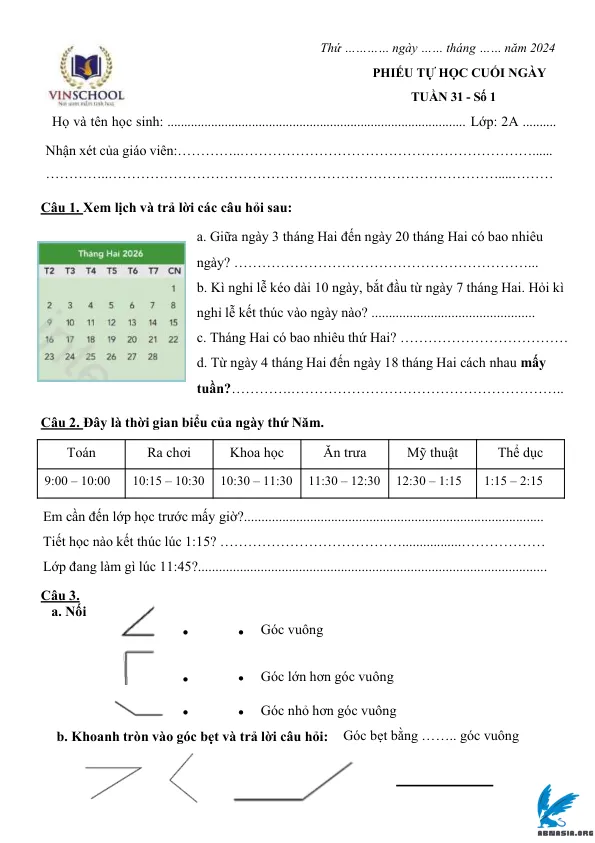 Thứ ………… ngày …… tháng …… năm 2024
VINSCHOOL
Nơi ươm mầm tinh hoa
PHIẾU TỰ HỌC CUỐI NGÀY
TUẦN 31 - Số 1
Họ và tên học sinh: ........................................................................................ Lớp: 2A ..........
Nhận xét của giáo viên:…………..……………………………………………………….....
…………..…………………………………………………………………………....………
Câu 1. Xem lịch và trả lời các câu hỏi sau:
Tháng Hai 2026
T2 T3 T4 T5 T6 T7 CN
1
2 3 4 5 6 7 8
9 10 11 12 13 14 15
16 17 18 19 20 21 22
23 24 25 26 27 28
a. Giữa ngày 3 tháng Hai đến ngày 20 tháng Hai có bao nhiêu
ngày? …………………………………………………...
b. Kì nghỉ lễ kéo dài 10 ngày, bắt đầu từ ngày 7 tháng Hai. Hỏi kì
nghỉ lễ kết thúc vào ngày nào? .................................................
c. Tháng Hai có bao nhiêu thứ Hai? ………………………………
d. Từ ngày 4 tháng Hai đến ngày 18 tháng Hai cách nhau mấy
tuần?………….………………………………………………..
Câu 2. Đây là thời gian biểu của ngày thứ Năm.
Toán Ra chơi Khoa học Ăn trưa Mỹ thuật Thể dục
9:00 – 10:00 10:15 – 10:30 10:30 – 11:30 11:30 – 12:30 12:30 – 1:15 1:15 – 2:15
Em cần đến lớp học trước mấy giờ?......................................................................................
Tiết học nào kết thúc lúc 1:15? ………………………………..................………………
Lớp đang làm gì lúc 11:45?....................................................................................................
Câu 3.
a. Nối
Góc vuông
Góc lớn hơn góc vuông
Góc nhỏ hơn góc vuông
b. Khoanh tròn vào góc bẹt và trả lời câu hỏi: Góc bẹt bằng …….. góc vuông
ABNASIA.ORG